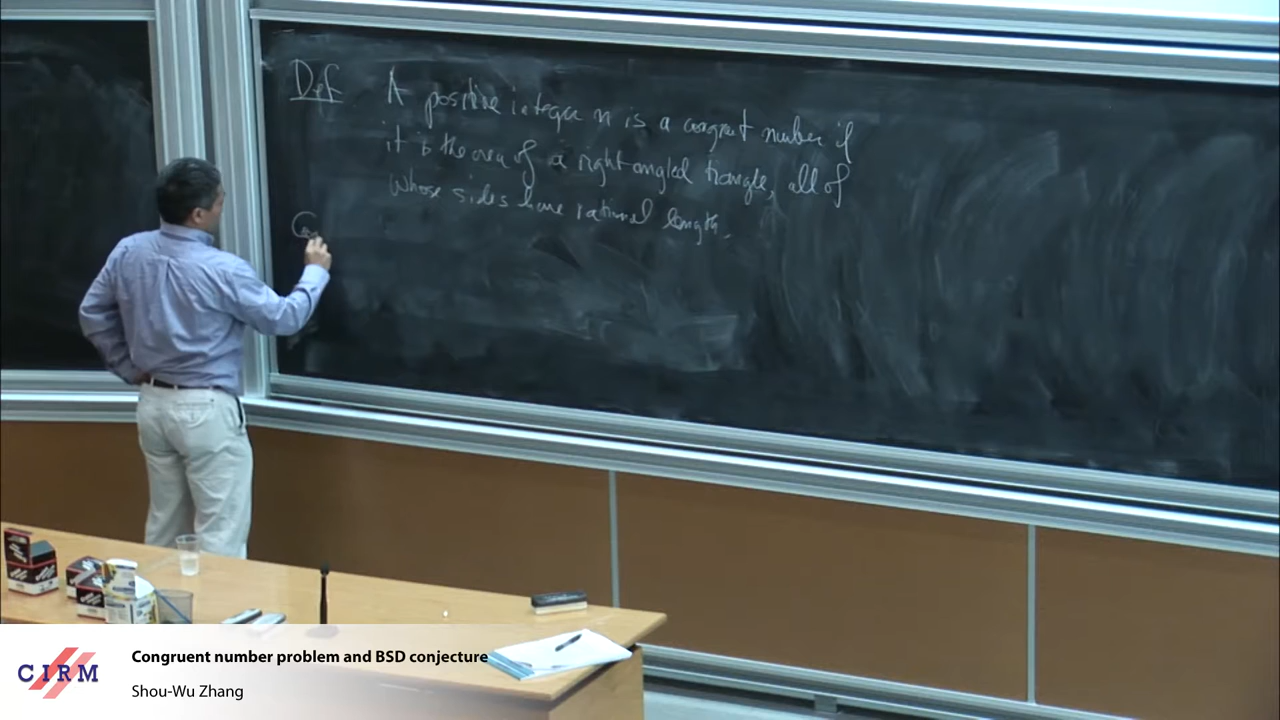 Def A positive integer n is a congruent number if
it is the area of a right-angled triangle, all of
whose sides have rational length.
Co
CIRM
Congruent number problem and BSD conjecture
Shou-Wu Zhang